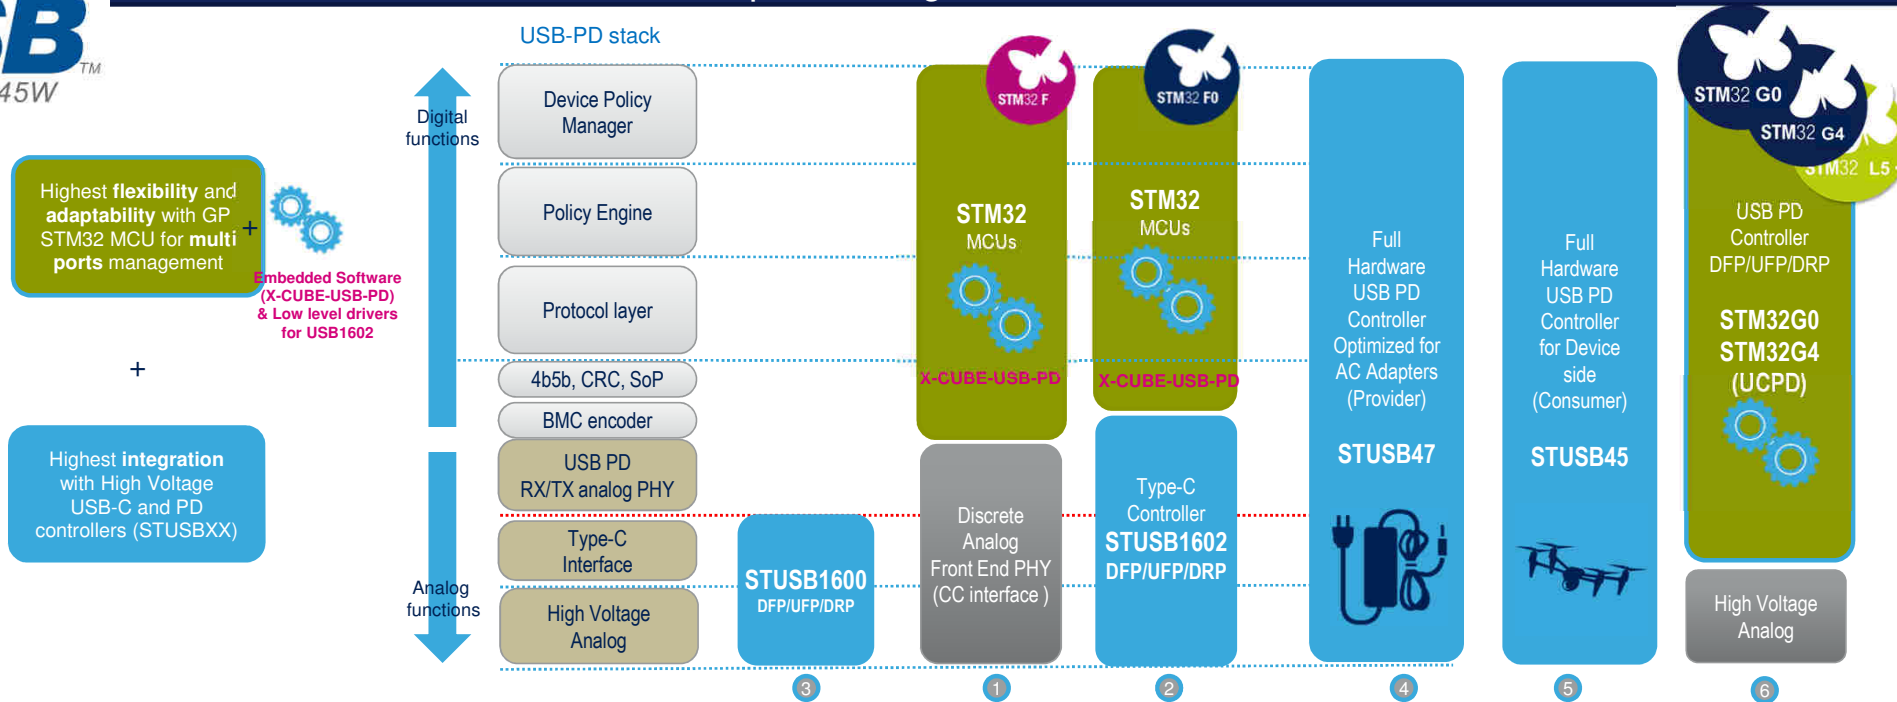 SB
TM
45W
USB-PD stack
Digital
functions
Device Policy
Manager
Policy Engine
Protocol layer
4b5b, CRC, SoP
BMC encoder
USB PD
RX/TX analog PHY
Type-C
Interface
High Voltage
Analog
Analog
functions
Highest flexibility and
adaptability with GP
STM32 MCU for multi
ports management
+
Embedded Software
(X-CUBE-USB-PD)
& Low level drivers
for USB1602
+
Highest integration
with High Voltage
USB-C and PD
controllers (STUSBXX)
STUSB1600
DFP/UFP/DRP
3
STM32 F
STM32
MCUs
X-CUBE-USB-PD
Discrete
Analog
Front End PHY
(CC interface )
1
STM32 F0
STM32
MCUs
X-CUBE-USB-PD
Type-C
Controller
STUSB1602
DFP/UFP/DRP
2
Full
Hardware
USB PD
Controller
Optimized for
AC Adapters
(Provider)
STUSB47
4
Full
Hardware
USB PD
Controller
for Device
side
(Consumer)
STUSB45
5
STM32 G0
STM32 G4
STM32 L5
USB PD
Controller
DFP/UFP/DRP
STM32G0
STM32G4
(UCPD)
High Voltage
Analog
6